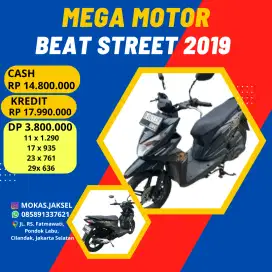 MEGA MOTOR
BEAT STREET 2019
CASH
RP 14.800.000
KREDIT
RP 17.990.000
DP 3.800.000
11 x 1.290
17 x 935
23 x 761
29x 636
MOKAS.JAKSEL
085891337621
JL. RS. Fatmawati,
Pondok Labu,
Cilandak, Jakarta Selatan